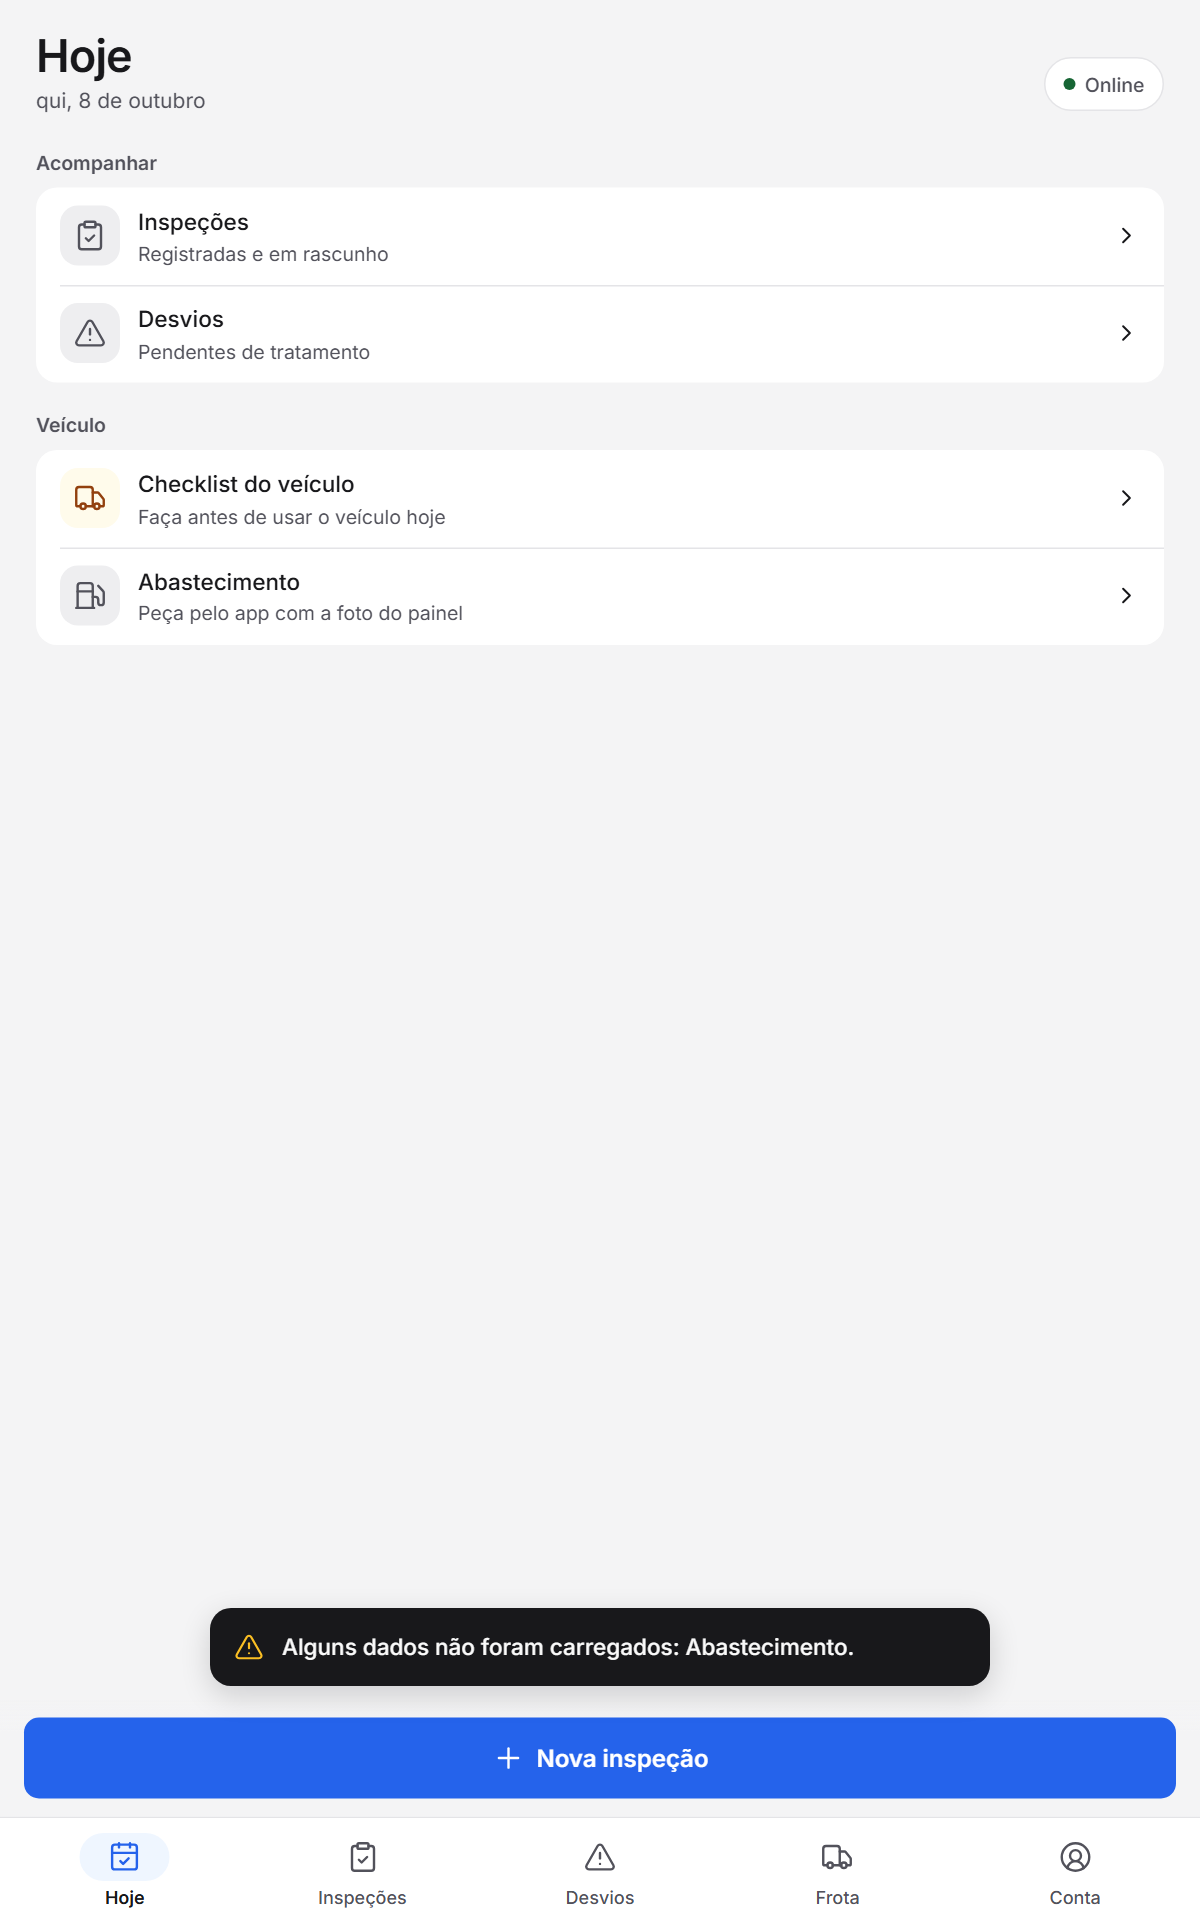 Hoje
qui, 8 de outubro
Online
Acompanhar
Inspeções
Registradas e em rascunho
Desvios
Pendentes de tratamento
Veículo
Checklist do veículo
Faça antes de usar o veículo hoje
Abastecimento
Peça pelo app com a foto do painel
Alguns dados não foram carregados: Abastecimento.
Nova inspeção
Hoje
Inspeções
Desvios
Frota
Conta